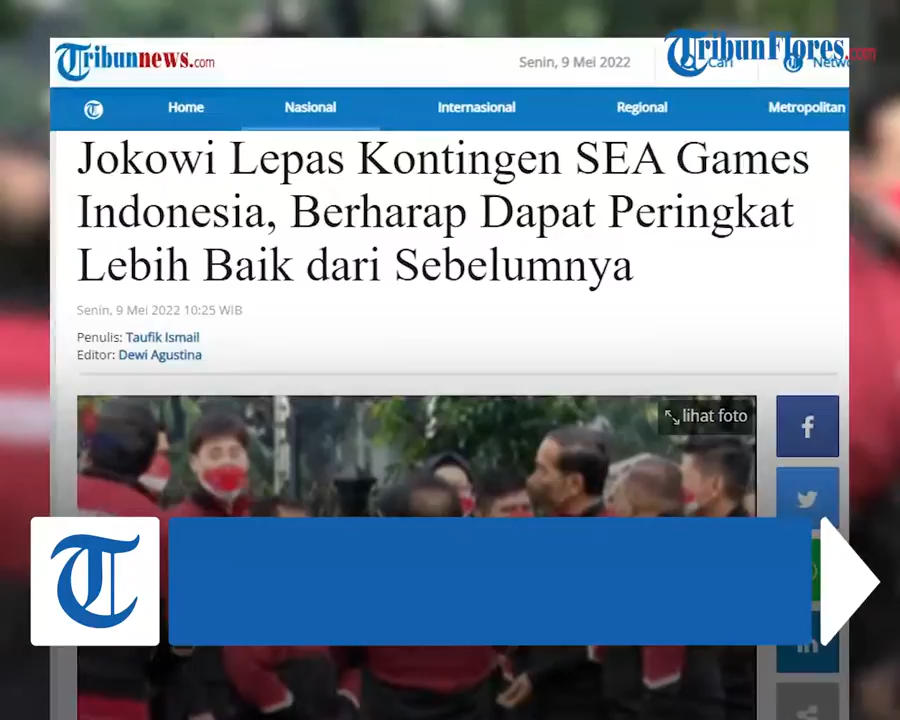 Tribunnews.com
Senin, 9 Mei 2022
TribunFlores.com
Cari
Netwo
Home
Nasional
Internasional
Regional
Metropolitan
Jokowi Lepas Kontingen SEA Games
Indonesia, Berharap Dapat Peringkat
Lebih Baik dari Sebelumnya
Senin, 9 Mei 2022 10:25 WIB
Penulis: Taufik Ismail
Editor: Dewi Agustina
lihat foto